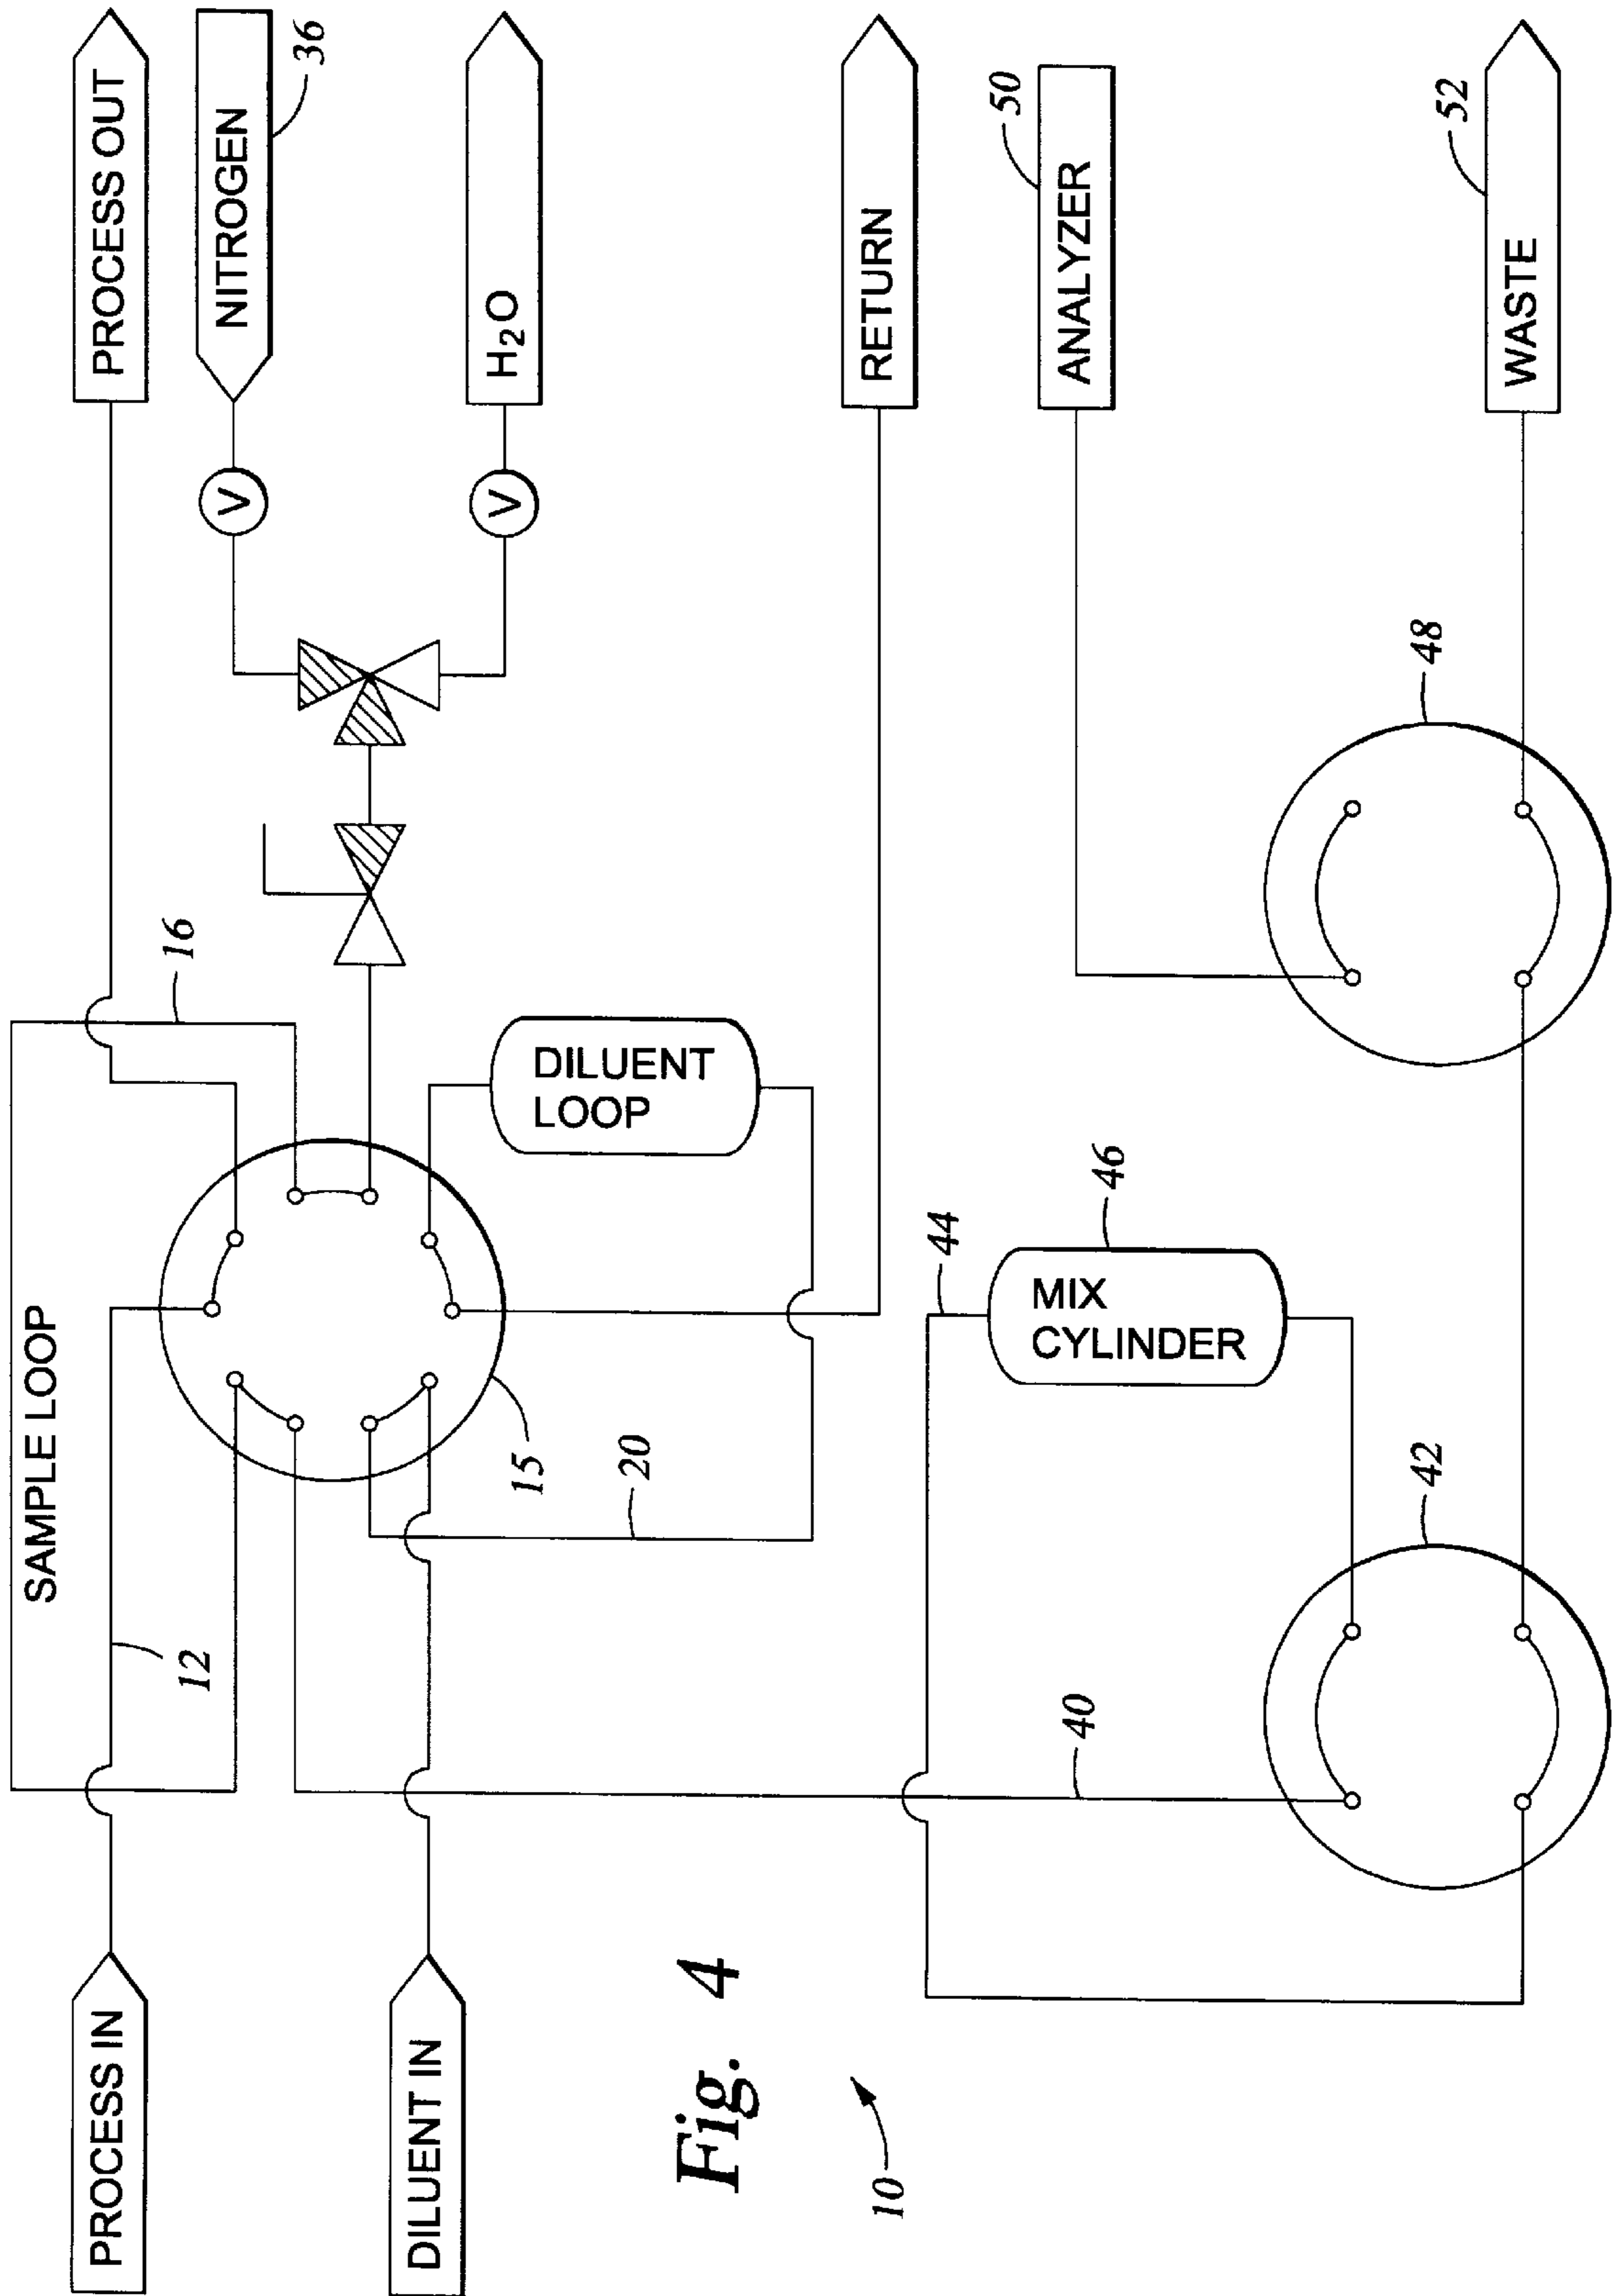 PROCESS OUT
NITROGEN
36
H₂O
RETURN
50
ANALYZER
52
WASTE
48
16
DILUENT
LOOP
SAMPLE LOOP
12
15
20
44
46
MIX
CYLINDER
42
40
PROCESS IN
DILUENT IN
Fig. 4
10
V
V